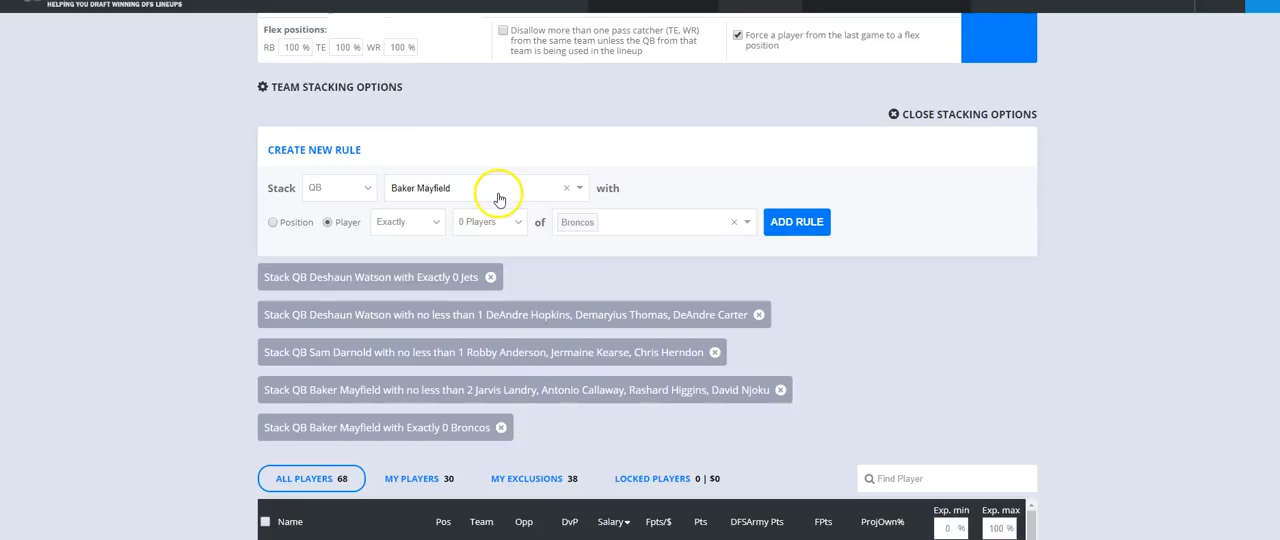 HELPING YOU DRAFT WINNING DFS LINEUPS
Flex positions:
RB 100 % TE 100 % WR 100 %
Disallow more than one pass catcher (TE, WR)
from the same team unless the QB from that
team is being used in the lineup
Force a player from the last game to a flex
position
TEAM STACKING OPTIONS
CLOSE STACKING OPTIONS
CREATE NEW RULE
Stack QB Baker Mayfield × with
Position Player Exactly 0 Players of Broncos × ADD RULE
Stack QB Deshaun Watson with Exactly 0 Jets
Stack QB Deshaun Watson with no less than 1 DeAndre Hopkins, Demaryius Thomas, DeAndre Carter
Stack QB Sam Darnold with no less than 1 Robby Anderson, Jermaine Kearse, Chris Herndon
Stack QB Baker Mayfield with no less than 2 Jarvis Landry, Antonio Callaway, Rashard Higgins, David Njoku
Stack QB Baker Mayfield with Exactly 0 Broncos
ALL PLAYERS 68 MY PLAYERS 30 MY EXCLUSIONS 38 LOCKED PLAYERS 0 | $0 Find Player
Name Pos Team Opp DvP Salary Fpts/$ Pts DFSArmy Pts FPts ProjOwn% Exp. min Exp. max
0 % 100 %